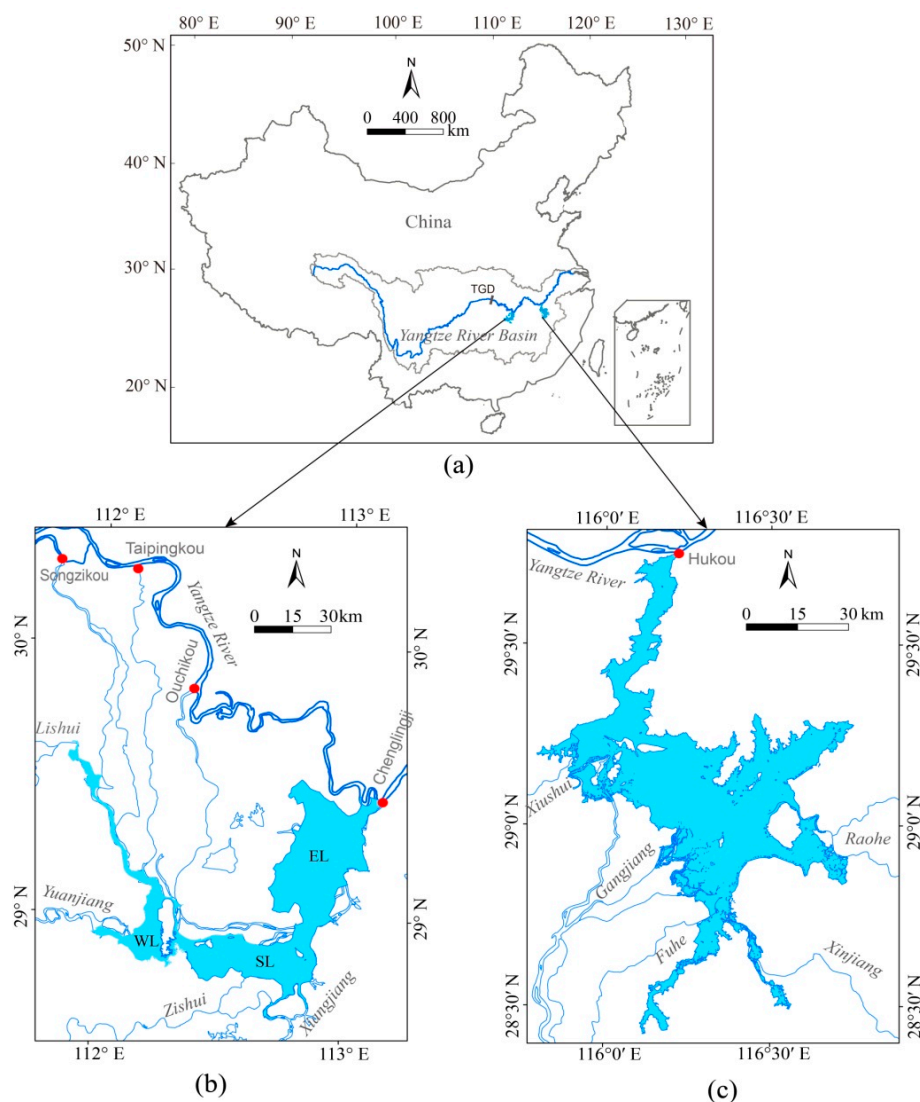 80° E 90° E 100° E 110° E 120° E 130° E
50° N
40° N
30° N
20° N
N
0 400 800
km
China
TGD
Yangtze River Basin
(a)
112° E 113° E
Taipingkou
Songzikou
N
0 15 30km
Yangtze River
30° N 30° N
Ouchikou
Lishui
Chenglingji
EL
29° N 29° N
Yuanjiang
WL
SL
Zishui
Xiangjiang
112° E 113° E
(b)
116°0′ E 116°30′ E
Hukou
Yangtze River
N
0 15 30 km
29°30′ N 29°30′ N
Xiushui
29°0′ N 29°0′ N
Raohe
Gangjiang
Fuhe
Xinjiang
28°30′ N 28°30′ N
116°0′ E 116°30′ E
(c)